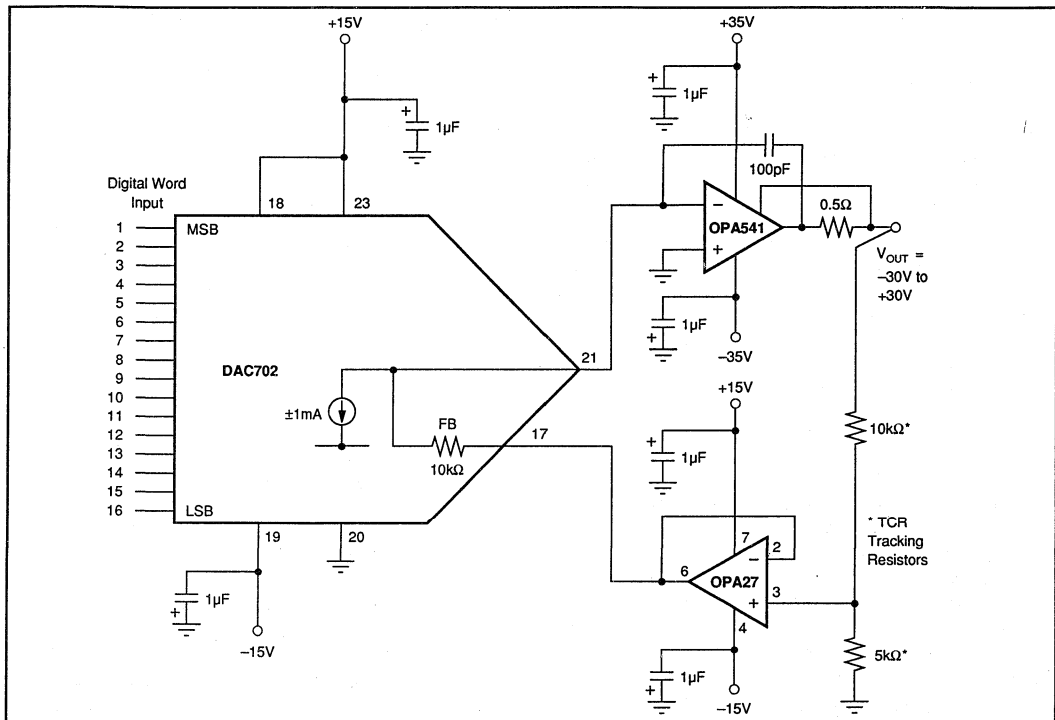 +15V
+35V
+
1µF
+
1µF
100pF
Digital Word
Input
18
23
0.5Ω
1
MSB
–
OPA541
+
2
3
4
5
6
7
8
9
10
11
12
13
14
15
16
LSB
V_OUT =
–30V to
+30V
+
1µF
–35V
DAC702
21
±1mA
+15V
FB
10kΩ
17
+
1µF
10kΩ*
* TCR
Tracking
Resistors
19
20
7
2
–
6
OPA27
3
+
4
+
1µF
–15V
5kΩ*
+
1µF
–15V